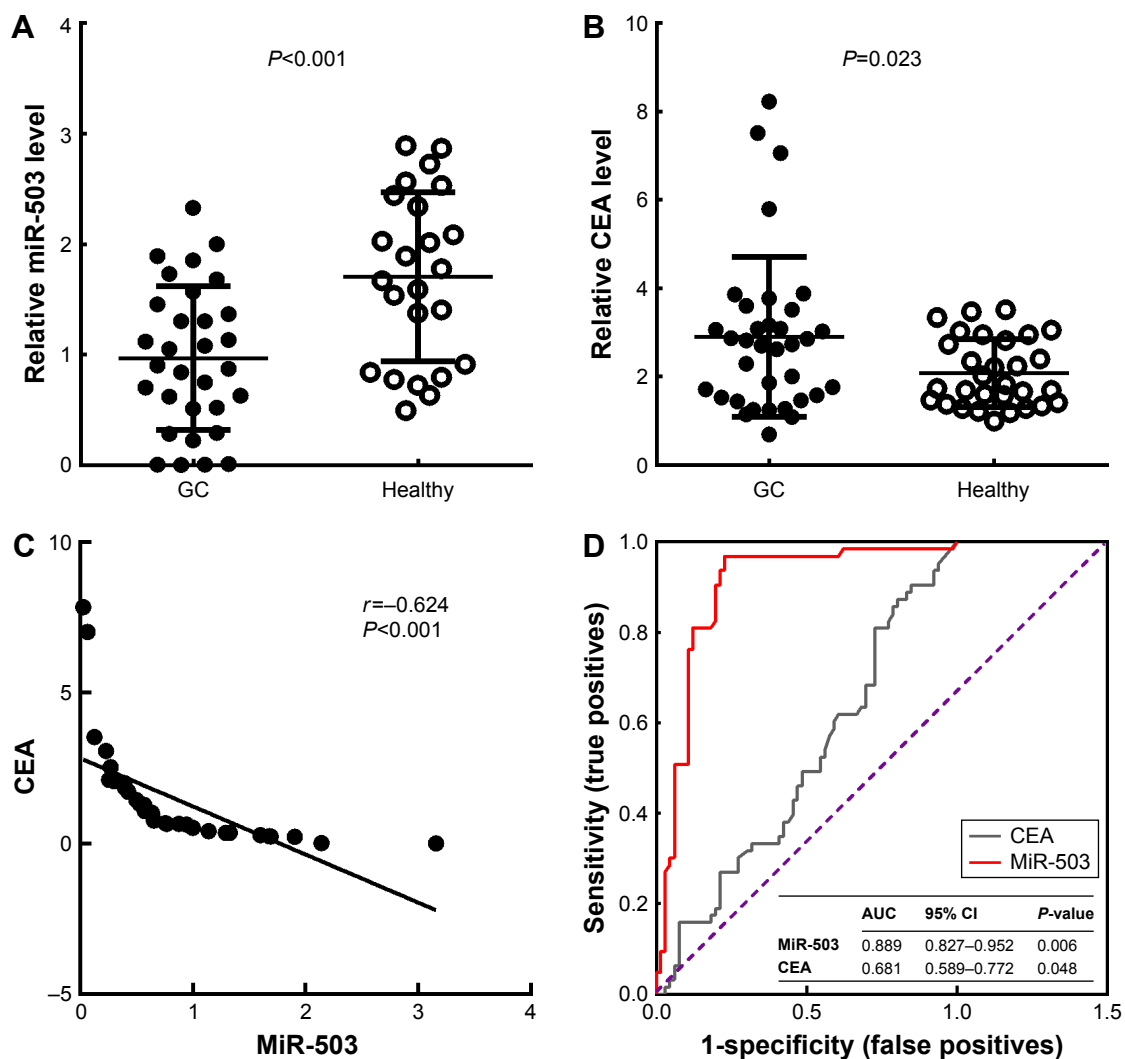 A
P<0.001
Relative miR-503 level
4
3
2
1
0
GC
Healthy
B
P=0.023
Relative CEA level
10
8
6
4
2
0
GC
Healthy
C
r=–0.624
P<0.001
CEA
10
5
0
–5
0
1
2
3
4
MiR-503
D
Sensitivity (true positives)
1.0
0.8
0.6
0.4
0.2
0.0
CEA
MiR-503
AUC 95% CI P-value
MiR-503 0.889 0.827–0.952 0.006
CEA 0.681 0.589–0.772 0.048
0.0
0.5
1.0
1.5
1-specificity (false positives)